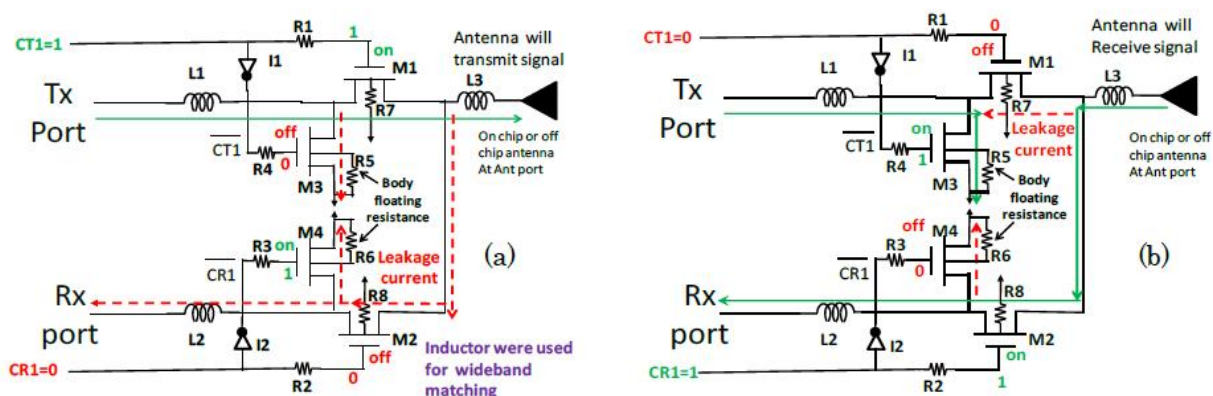 R1
1
CT1=1
on
I1
M1
Antenna will
transmit signal
L1
L3
Tx
Port
R7
off
0
CT1
R4
M3
R5
On chip or off
chip antenna
At Ant port
Body
floating
resistance
M4
R3
on
1
R6
CR1
Leakage
current
(a)
R8
Rx
port
L2
M2
I2
off
0
CR1=0
R2
Inductor were used
for wideband
matching
R1
0
CT1=0
off
I1
M1
Antenna will
Receive signal
L1
L3
Tx
Port
R7
Leakage
current
on
1
CT1
R4
M3
R5
On chip or off
chip antenna
At Ant port
Body
floating
resistance
off
M4
R3
0
R6
CR1
(b)
R8
Rx
port
L2
M2
I2
on
1
CR1=1
R2